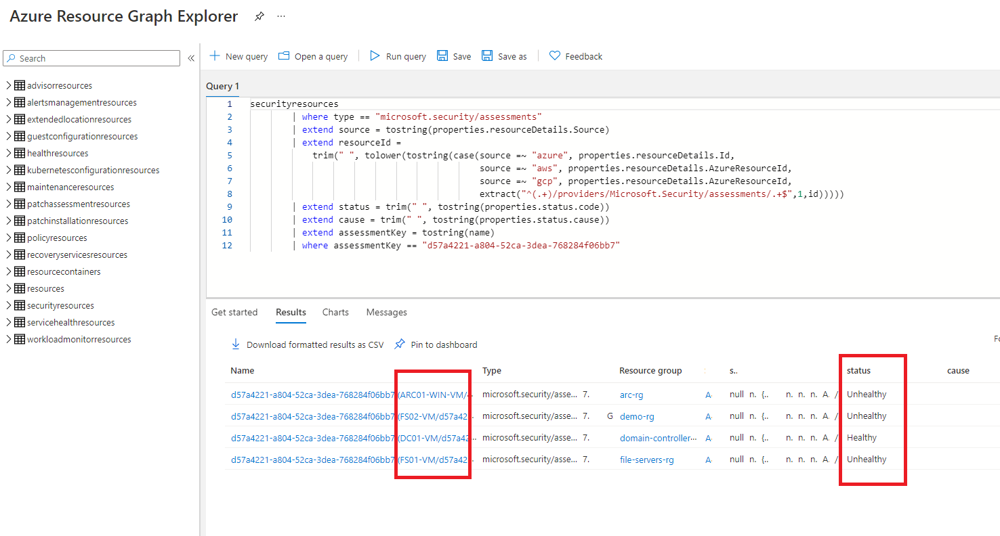 Azure Resource Graph Explorer ...
Search «
advisorresources
alertsmanagementresources
extendedlocationresources
guestconfigurationresources
healthresources
kubernetesconfigurationresources
maintenanceresources
patchassessmentresources
patchinstallationresources
policyresources
recoveryservicesresources
resourcecontainers
resources
securityresources
servicehealthresources
workloadmonitorresources
New query Open a query Run query Save Save as Feedback
Query 1
1 securityresources
2 | where type == "microsoft.security/assessments"
3 | extend source = tostring(properties.resourceDetails.Source)
4 | extend resourceId =
5 trim(" ", tolower(tostring(case(source =~ "azure", properties.resourceDetails.Id,
6 source =~ "aws", properties.resourceDetails.AzureResourceId,
7 source =~ "gcp", properties.resourceDetails.AzureResourceId,
8 extract("^(.+)/providers/Microsoft.Security/assessments/.+$",1,id)))))
9 | extend status = trim(" ", tostring(properties.status.code))
10 | extend cause = trim(" ", tostring(properties.status.cause))
11 | extend assessmentKey = tostring(name)
12 | where assessmentKey == "d57a4221-a804-52ca-3dea-768284f06bb7"
Get started Results Charts Messages
Download formatted results as CSV Pin to dashboard Fo
Name Type Resource group s.. status cause
d57a4221-a804-52ca-3dea-768284f06bb7 (ARC01-WIN-VM/ microsoft.security/asse... 7. arc-rg A null n. {.. n. n. n. A. / Unhealthy
d57a4221-a804-52ca-3dea-768284f06bb7 (FS02-VM/d57a42 microsoft.security/asse... 7. G demo-rg A null n. {.. n. n. n. A. / Unhealthy
d57a4221-a804-52ca-3dea-768284f06bb7 (DC01-VM/d57a42... microsoft.security/asse... 7. domain-controller... A null n. {.. n. n. n. A. / Healthy
d57a4221-a804-52ca-3dea-768284f06bb7 (FS01-VM/d57a42 microsoft.security/asse... 7. file-servers-rg A null n. {.. n. n. n. A. / Unhealthy